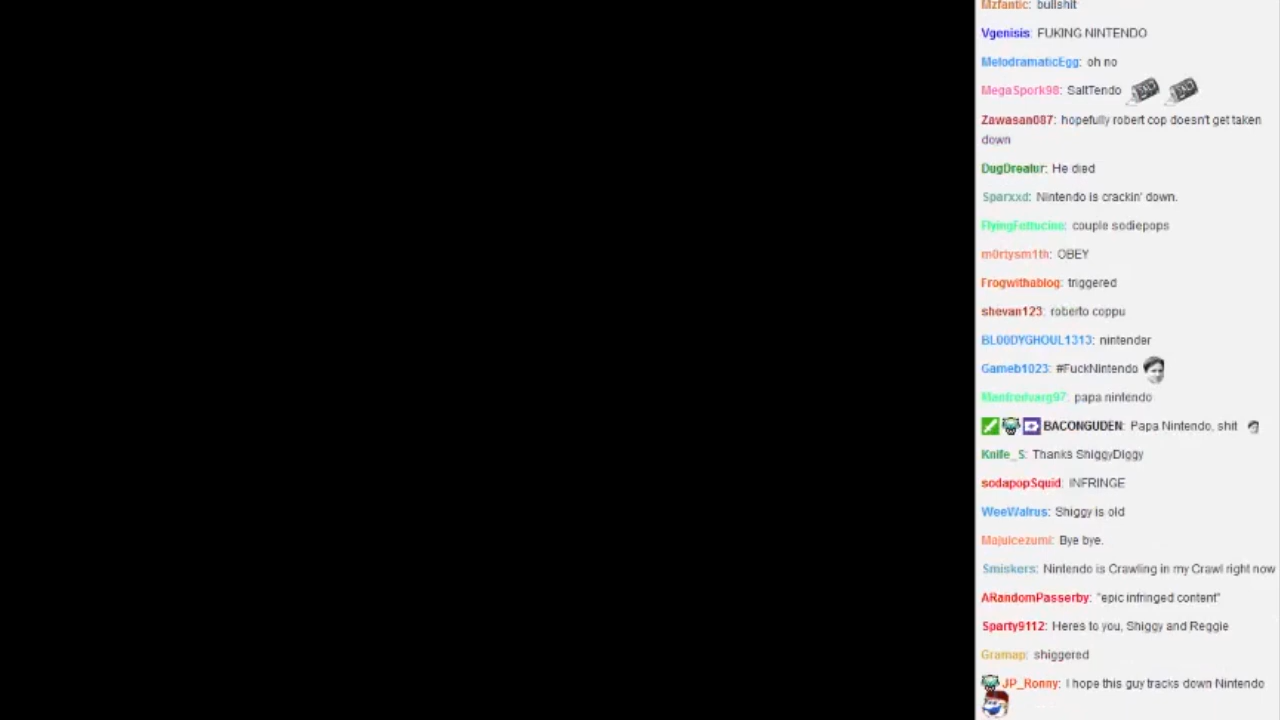 Mzfantic: bullshit
Vgenisis: FUKING NINTENDO
MelodramaticEgg: oh no
MegaSpork98: SaltTendo
Zawasan087: hopefully robert cop doesn't get taken
down
DugDrealur: He died
Sparxxd: Nintendo is crackin' down.
FlyingFettucine: couple sodiepops
m0rtysm1th: OBEY
Frogwithablog: triggered
shevan123: roberto coppu
BL00DYGHOUL1313: nintender
Gameb1023: #FuckNintendo
Manfredvarg97: papa nintendo
BACONGUDEN: Papa Nintendo, shit
Knife_S: Thanks ShiggyDiggy
sodapopSquid: INFRINGE
WeeWalrus: Shiggy is old
Majuicezumi: Bye bye.
Smiskers: Nintendo is Crawling in my Crawl right now
ARandomPasserby: "epic infringed content"
Sparty9112: Heres to you, Shiggy and Reggie
Gramap: shiggered
JP_Ronny: I hope this guy tracks down Nintendo